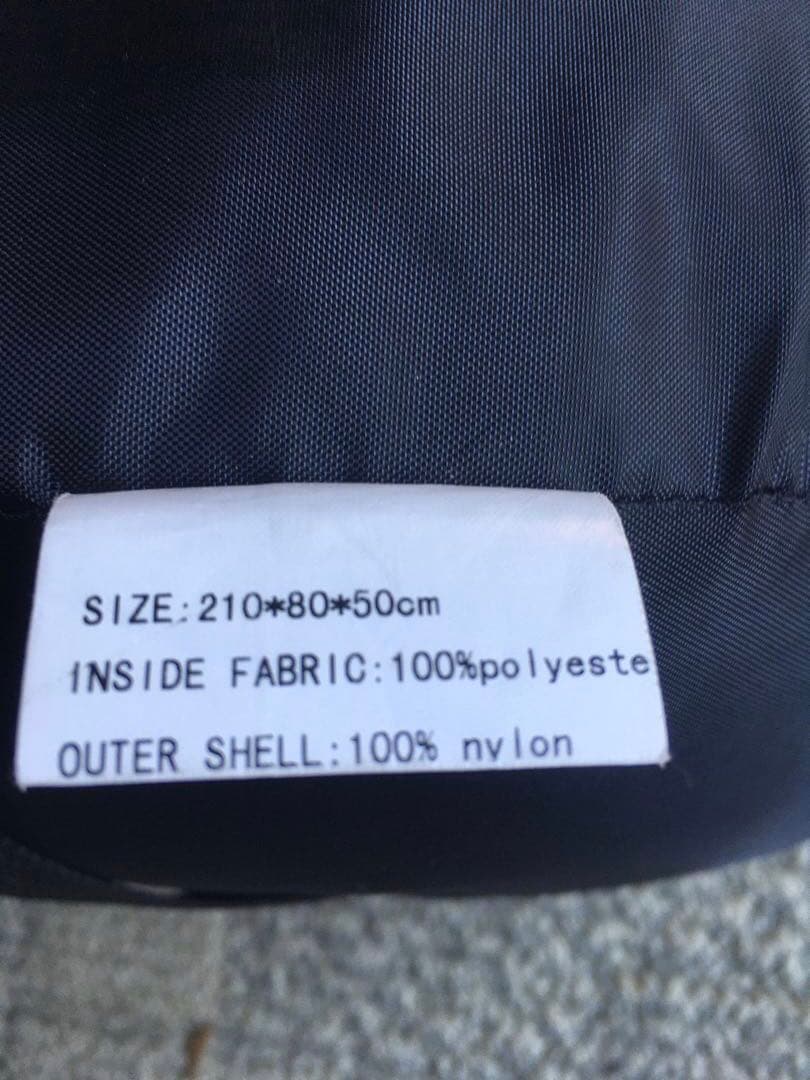 SIZE:210*80*50cm
INSIDE FABRIC:100%polyeste
OUTER SHELL:100% nylon